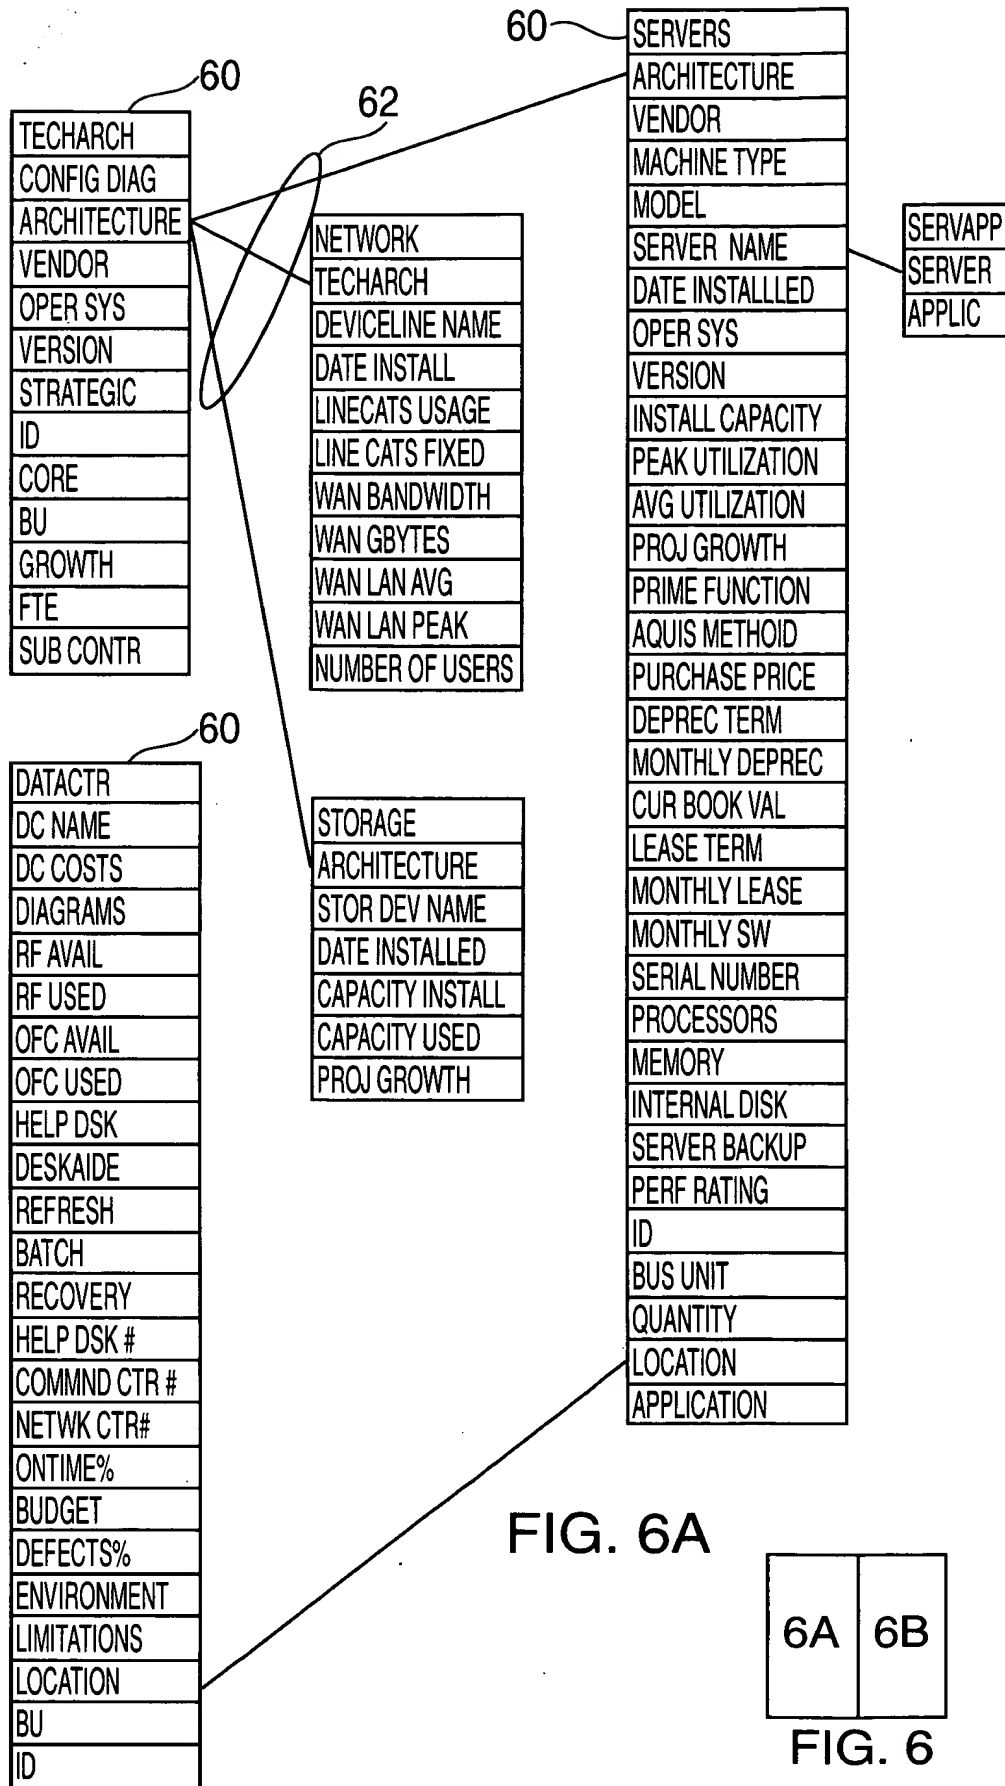 60
TECHARCH
CONFIG DIAG
ARCHITECTURE
VENDOR
OPER SYS
VERSION
STRATEGIC
ID
CORE
BU
GROWTH
FTE
SUB CONTR
62
NETWORK
TECHARCH
DEVICELINE NAME
DATE INSTALL
LINECATS USAGE
LINE CATS FIXED
WAN BANDWIDTH
WAN GBYTES
WAN LAN AVG
WAN LAN PEAK
NUMBER OF USERS
60
SERVERS
ARCHITECTURE
VENDOR
MACHINE TYPE
MODEL
SERVER NAME
DATE INSTALLLED
OPER SYS
VERSION
INSTALL CAPACITY
PEAK UTILIZATION
AVG UTILIZATION
PROJ GROWTH
PRIME FUNCTION
AQUIS METHOID
PURCHASE PRICE
DEPREC TERM
MONTHLY DEPREC
CUR BOOK VAL
LEASE TERM
MONTHLY LEASE
MONTHLY SW
SERIAL NUMBER
PROCESSORS
MEMORY
INTERNAL DISK
SERVER BACKUP
PERF RATING
ID
BUS UNIT
QUANTITY
LOCATION
APPLICATION
SERVAPP
SERVER
APPLIC
60
DATACTR
DC NAME
DC COSTS
DIAGRAMS
RF AVAIL
RF USED
OFC AVAIL
OFC USED
HELP DSK
DESKAIDE
REFRESH
BATCH
RECOVERY
HELP DSK #
COMMND CTR #
NETWK CTR#
ONTIME%
BUDGET
DEFECTS%
ENVIRONMENT
LIMITATIONS
LOCATION
BU
ID
STORAGE
ARCHITECTURE
STOR DEV NAME
DATE INSTALLED
CAPACITY INSTALL
CAPACITY USED
PROJ GROWTH
FIG. 6A
6A 6B
FIG. 6